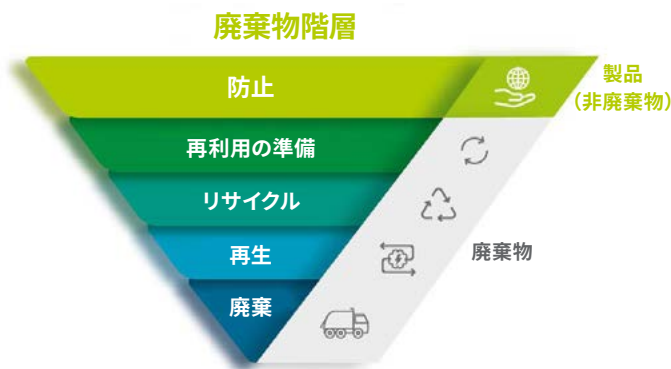 廃棄物階層
防止
製品
（非廃棄物）
再利用の準備
リサイクル
再生
廃棄物
廃棄